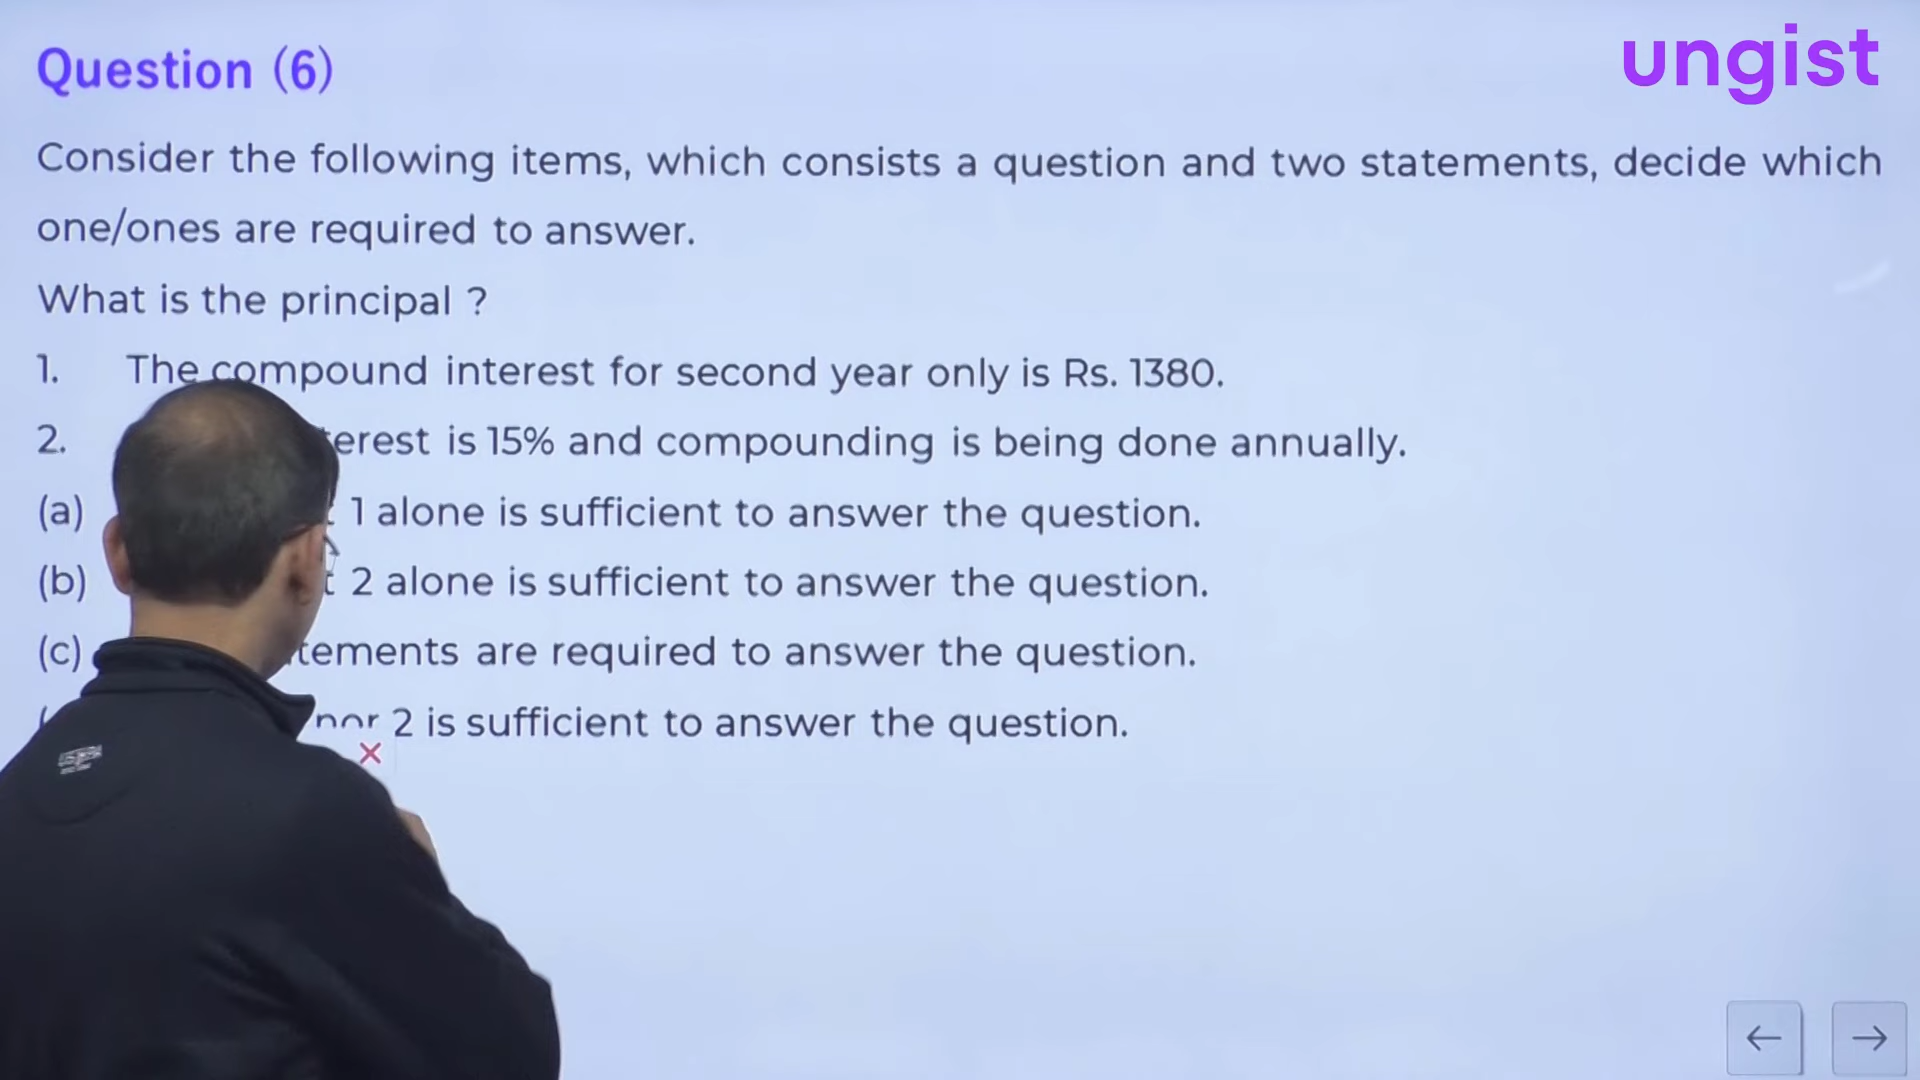 Question (6)
ungist
Consider the following items, which consists a question and two statements, decide which
one/ones are required to answer.
What is the principal ?
1. The compound interest for second year only is Rs. 1380.
2. is 15% and compounding is being done annually.
(a) 1 alone is sufficient to answer the question.
(b) 2 alone is sufficient to answer the question.
(c) are required to answer the question.
nor 2 is sufficient to answer the question.